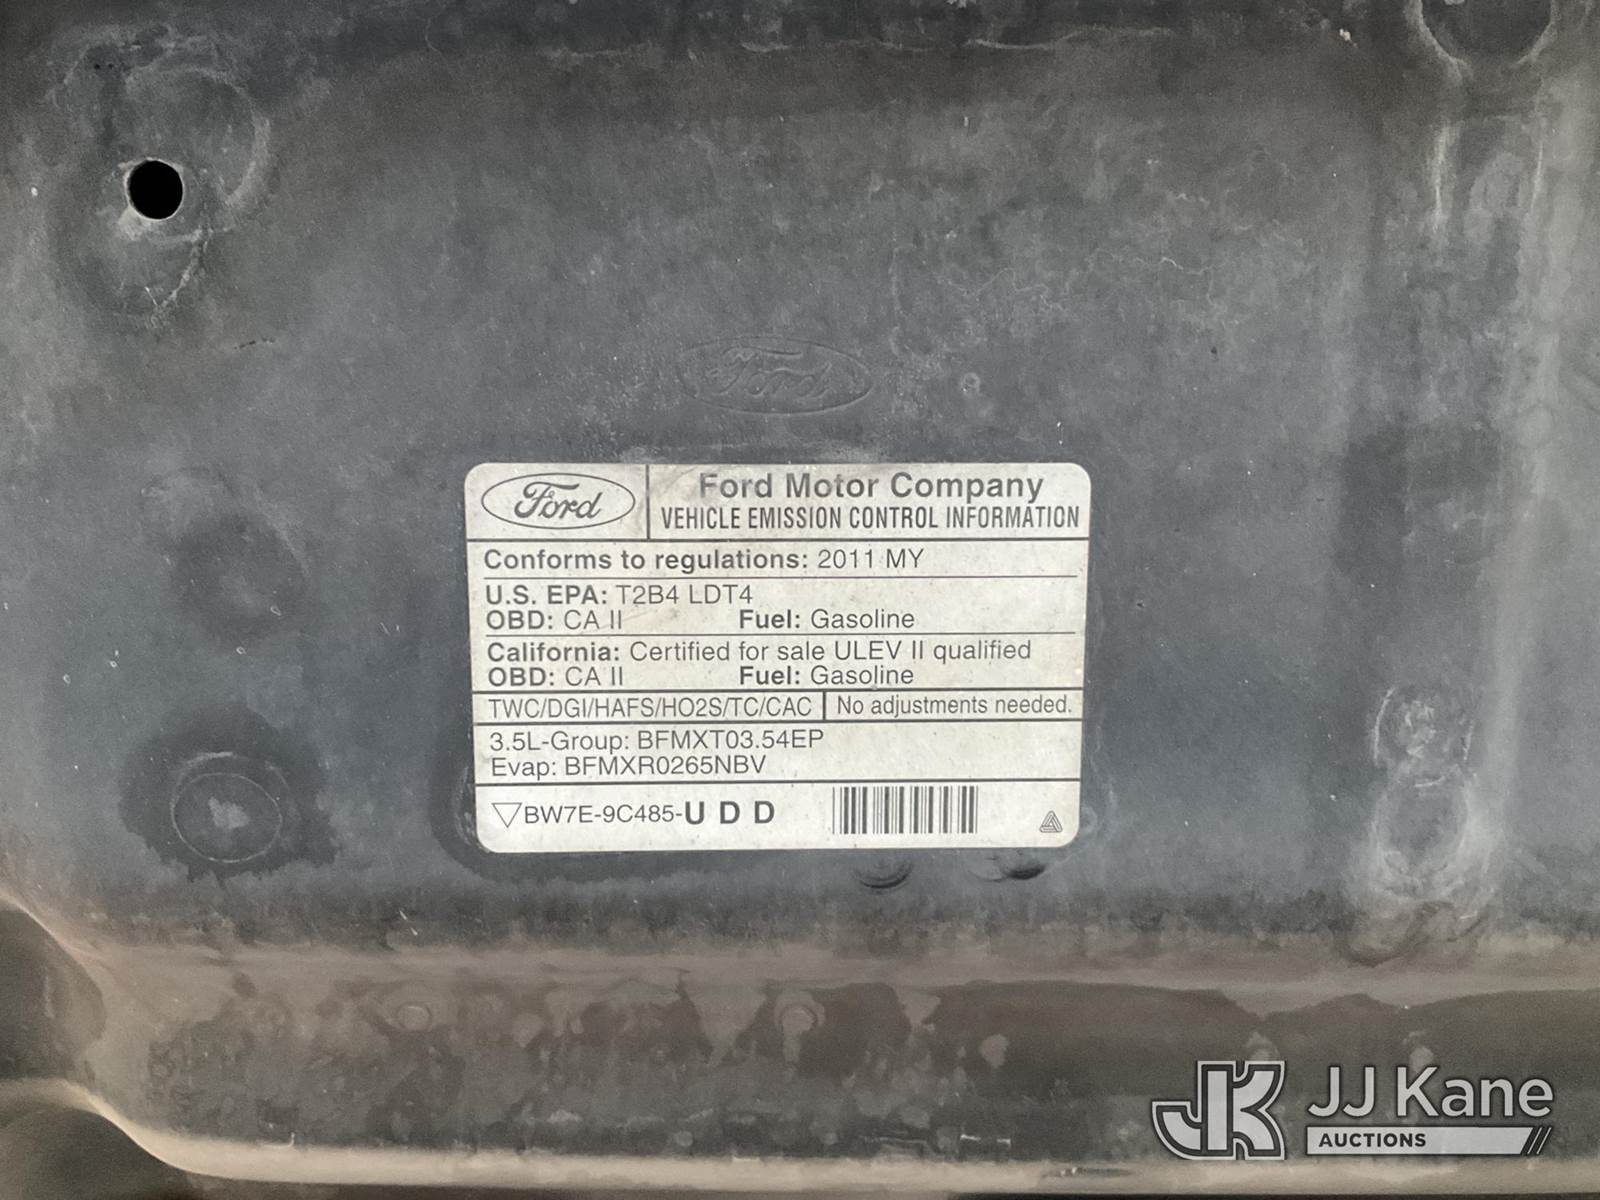 Ford
Ford
Ford Motor Company
VEHICLE EMISSION CONTROL INFORMATION
Conforms to regulations: 2011 MY
U.S. EPA: T2B4 LDT4
OBD: CA II Fuel: Gasoline
California: Certified for sale ULEV II qualified
OBD: CA II Fuel: Gasoline
TWC/DGI/HAFS/HO2S/TC/CAC No adjustments needed.
3.5L-Group: BFMXT03.54EP
Evap: BFMXR0265NBV
BW7E-9C485-U D D
JK JJ Kane
AUCTIONS